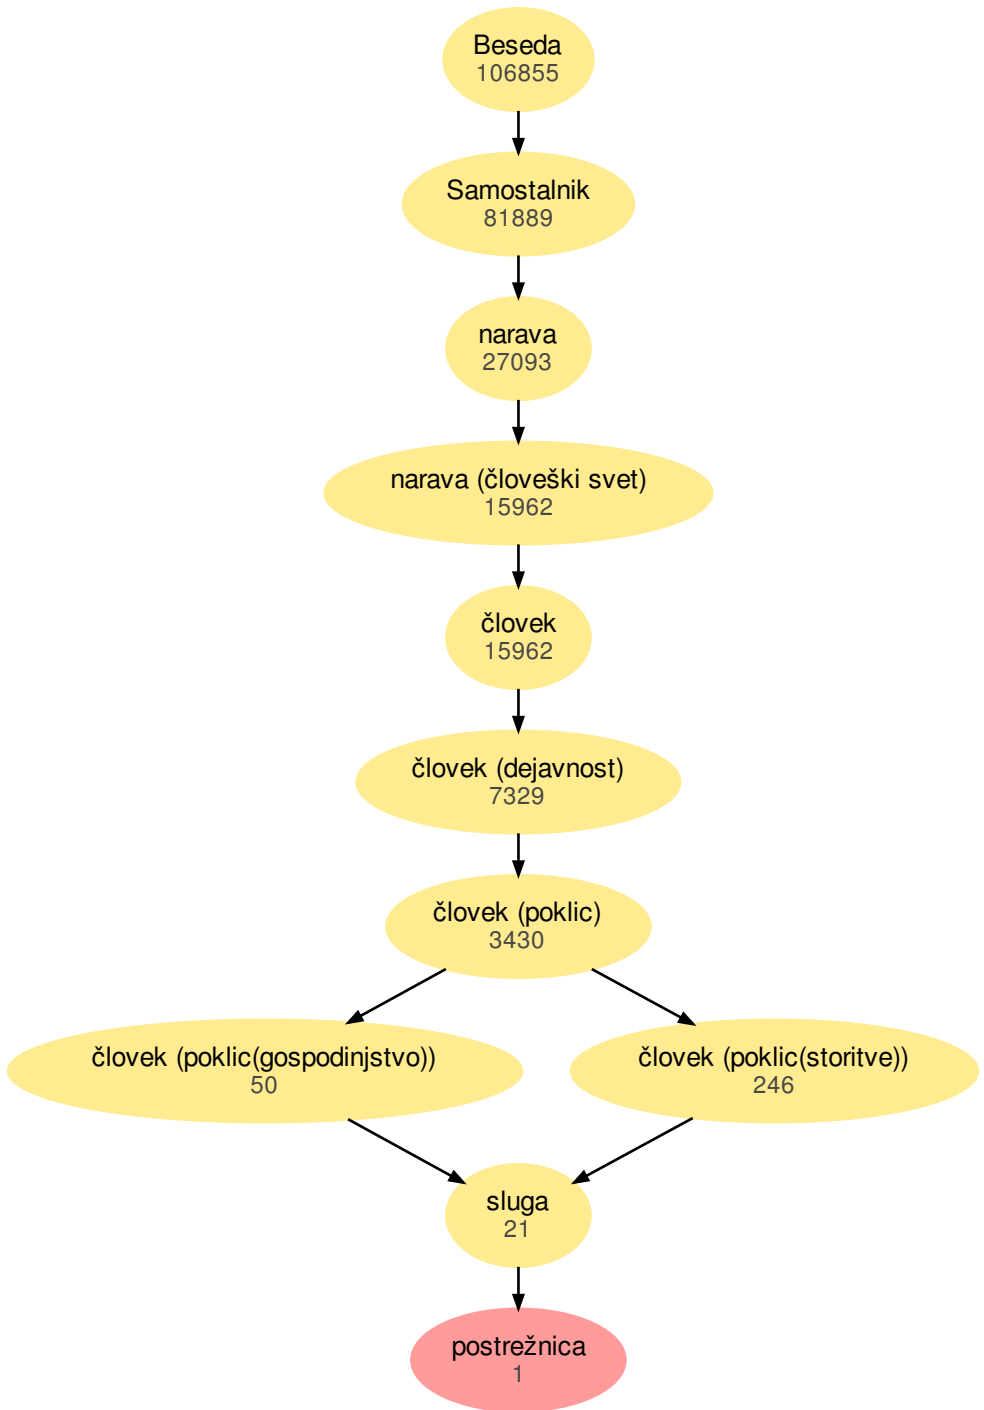 Beseda
106855
Samostalnik
81889
narava
27093
narava (človeški svet)
15962
človek
15962
človek (dejavnost)
7329
človek (poklic)
3430
človek (poklic(gospodinjstvo))
50
človek (poklic(storitve))
246
sluga
21
postrežnica
1